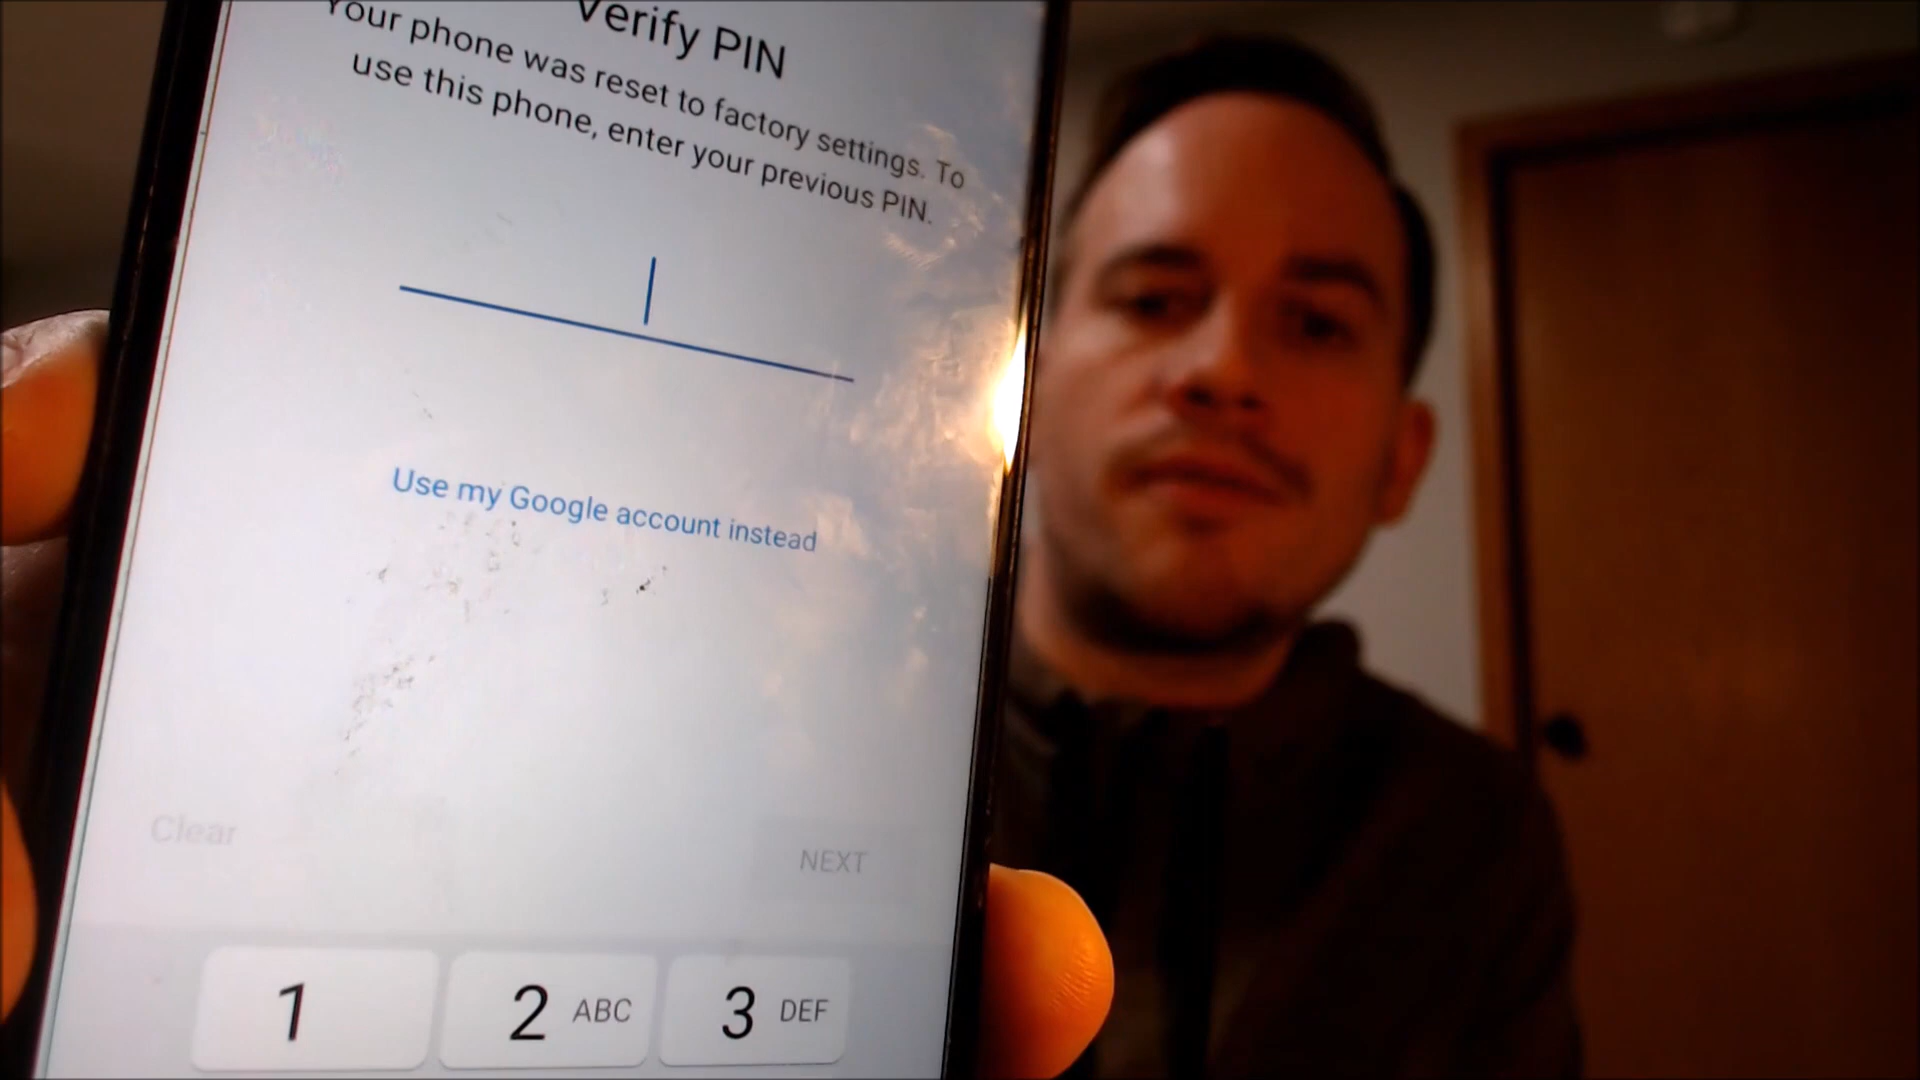 Verify PIN
Your phone was reset to factory settings. To
use this phone, enter your previous PIN.
Use my Google account instead
Clear
NEXT
1
2 ABC
3 DEF